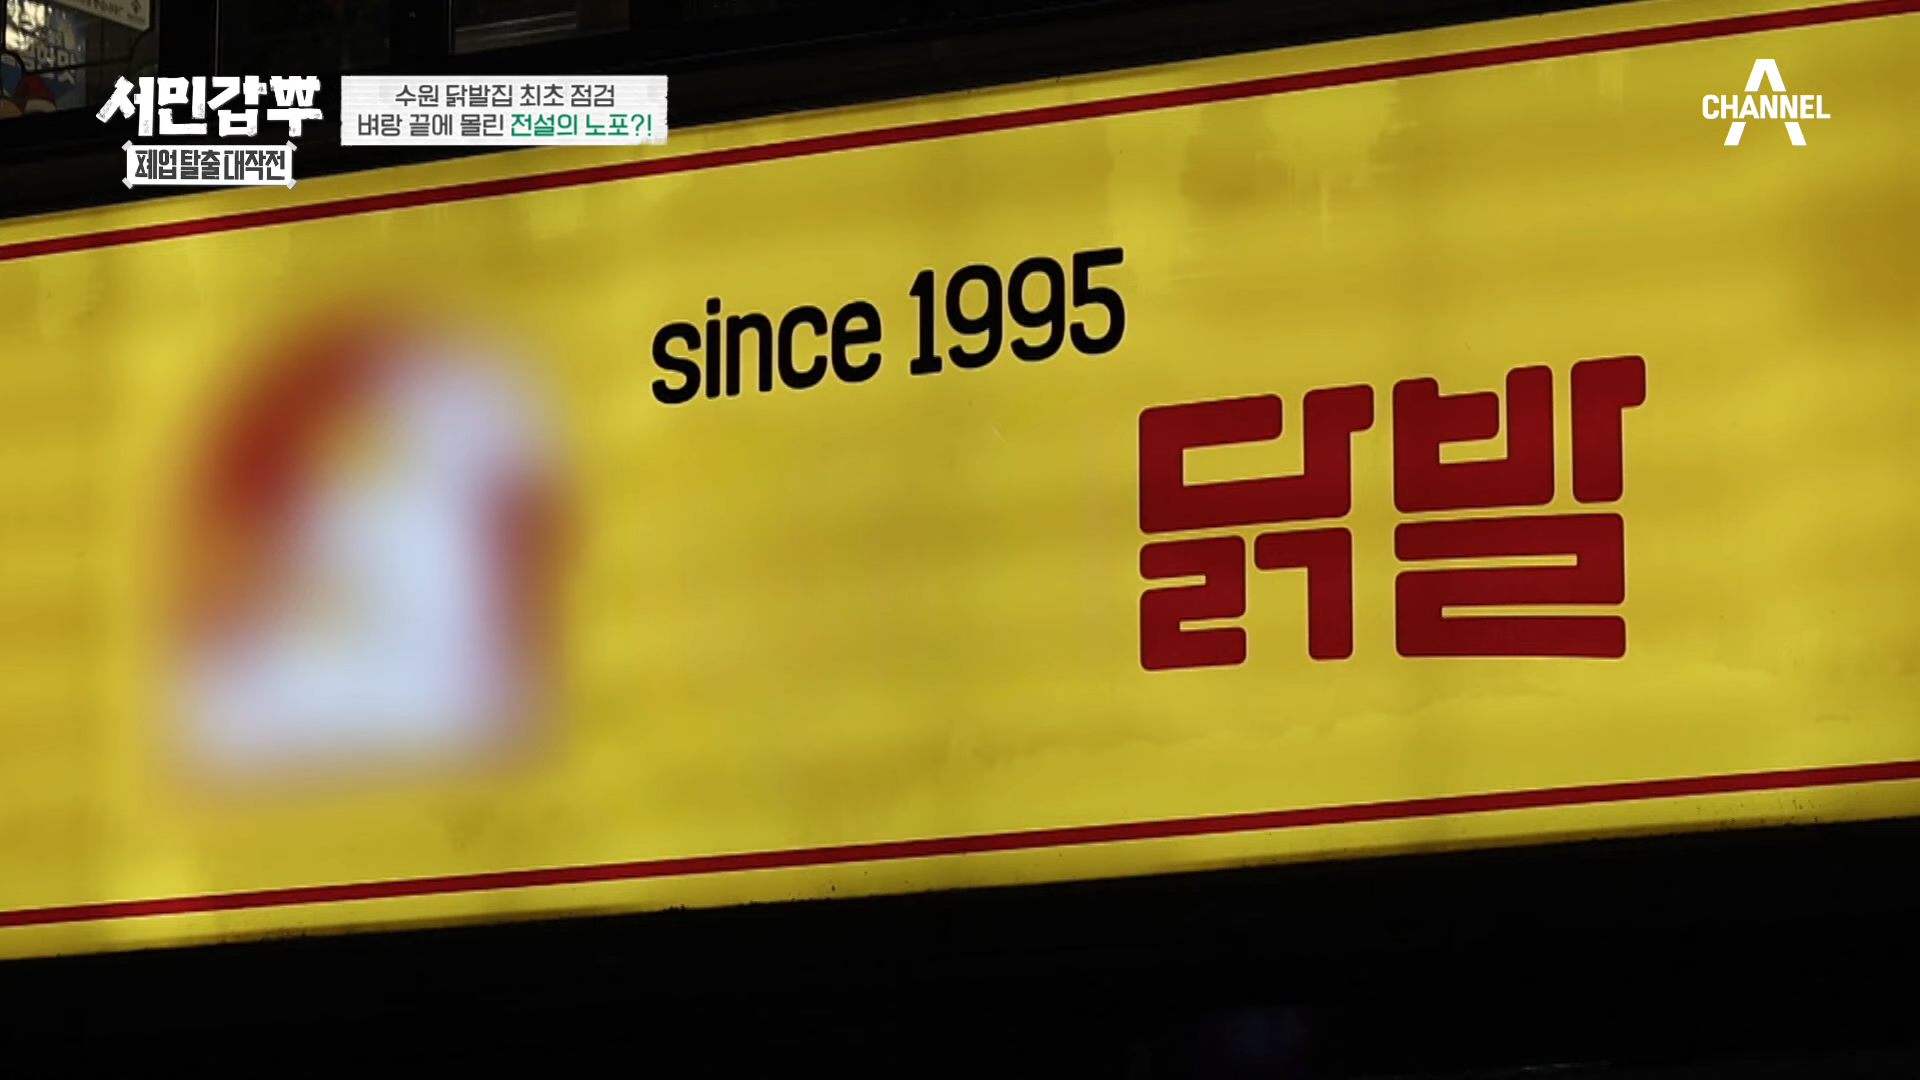 서민갑뿌
폐업 탈출 대작전
수원 닭발집 최초 점검
벼랑 끝에 몰린 전설의 노포?!
CHANNEL A
since 1995
닭발